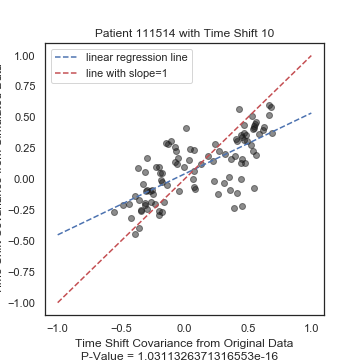 Patient 111514 with Time Shift 10
linear regression line
line with slope=1
1.00
0.75
0.50
0.25
0.00
−0.25
−0.50
−0.75
−1.00
−1.0
−0.5
0.0
0.5
1.0
Time Shift Covariance from Original Data
P-Value = 1.0311326371316553e-16